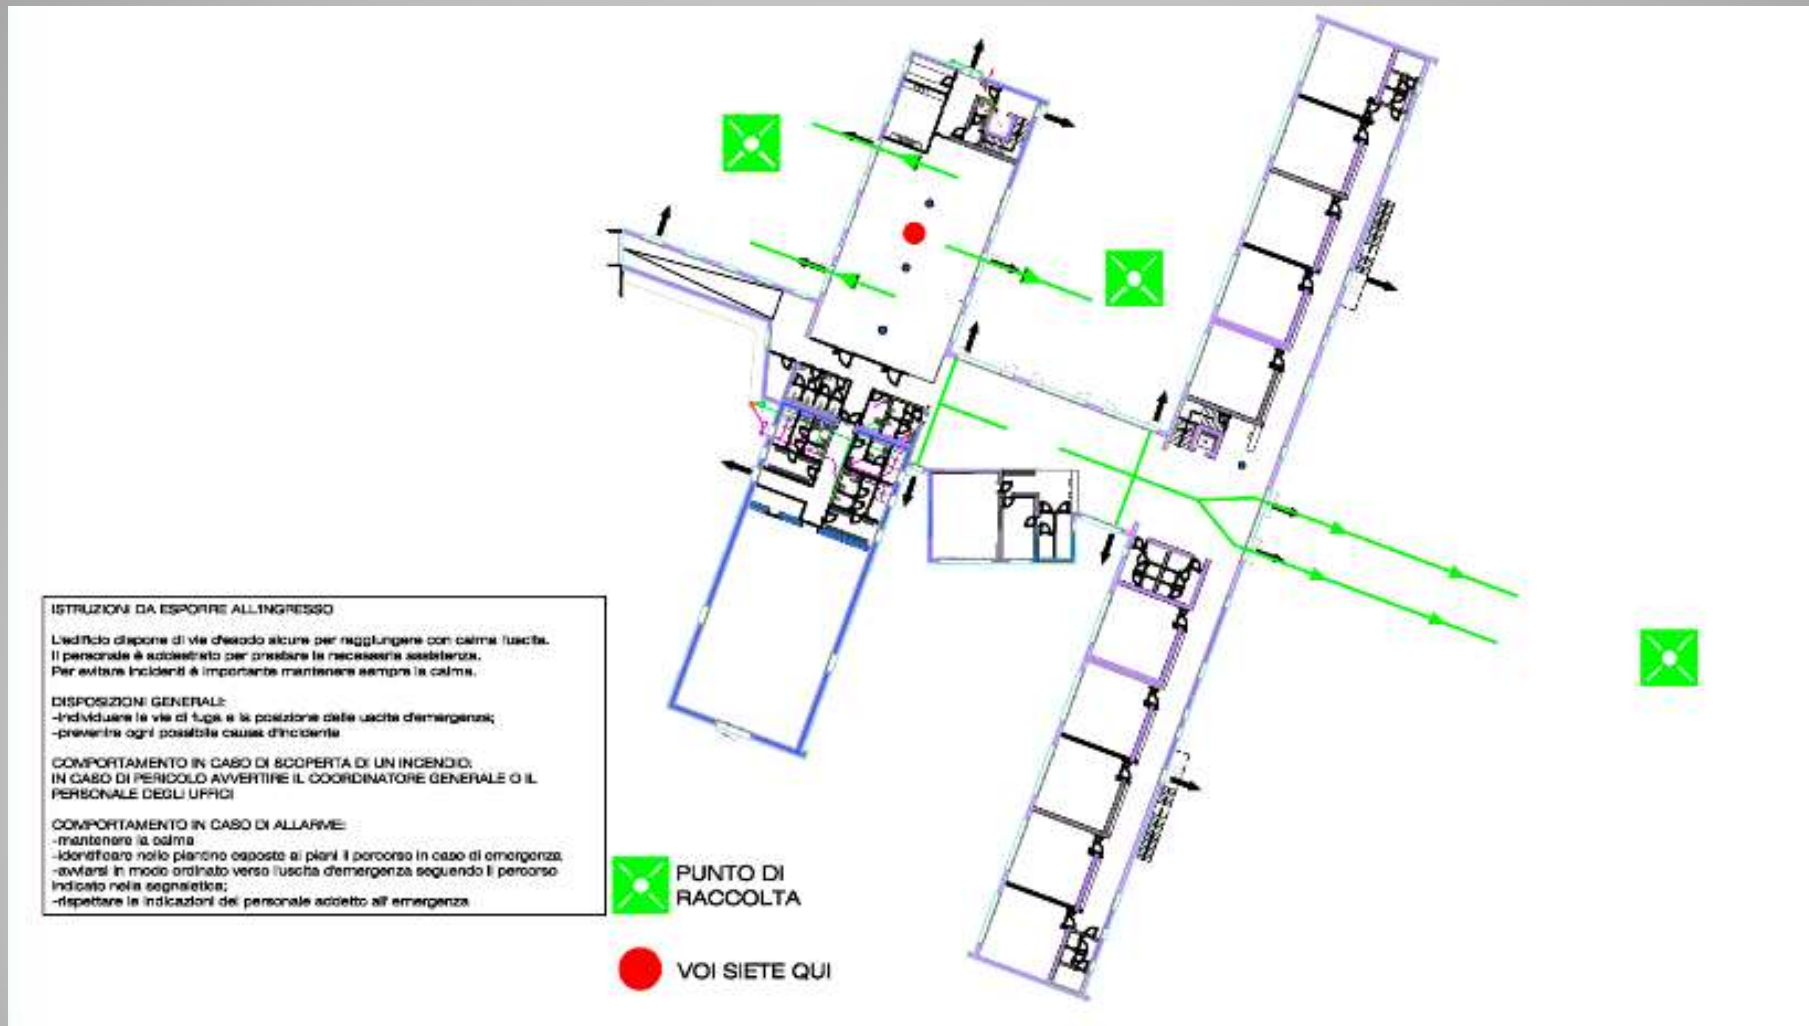 ISTRUZIONI DA ESPORRE ALL'INGRESSO
L'edificio dispone di vie d'esodo sicure per raggiungere con calma l'uscita.
Il personale è addestrato per prestare la necessaria assistenza.
Per evitare incidenti è importante mantenere sempre la calma.
DISPOSIZIONI GENERALI:
-individuare le vie di fuga e la posizione delle uscite d'emergenza;
-prevenire ogni possibile causa d'incidente
COMPORTAMENTO IN CASO DI SCOPERTA DI UN INCENDIO:
IN CASO DI PERICOLO AVVERTIRE IL COORDINATORE GENERALE O IL
PERSONALE DEGLI UFFICI
COMPORTAMENTO IN CASO DI ALLARME:
-mantenere la calma
-identificare nelle piantine esposte ai piani il percorso in caso di emergenza
-avviarsi in modo ordinato verso l'uscita d'emergenza seguendo il percorso
indicato nella segnaletica;
-rispettare le indicazioni del personale addetto all' emergenza
PUNTO DI
RACCOLTA
VOI SIETE QUI